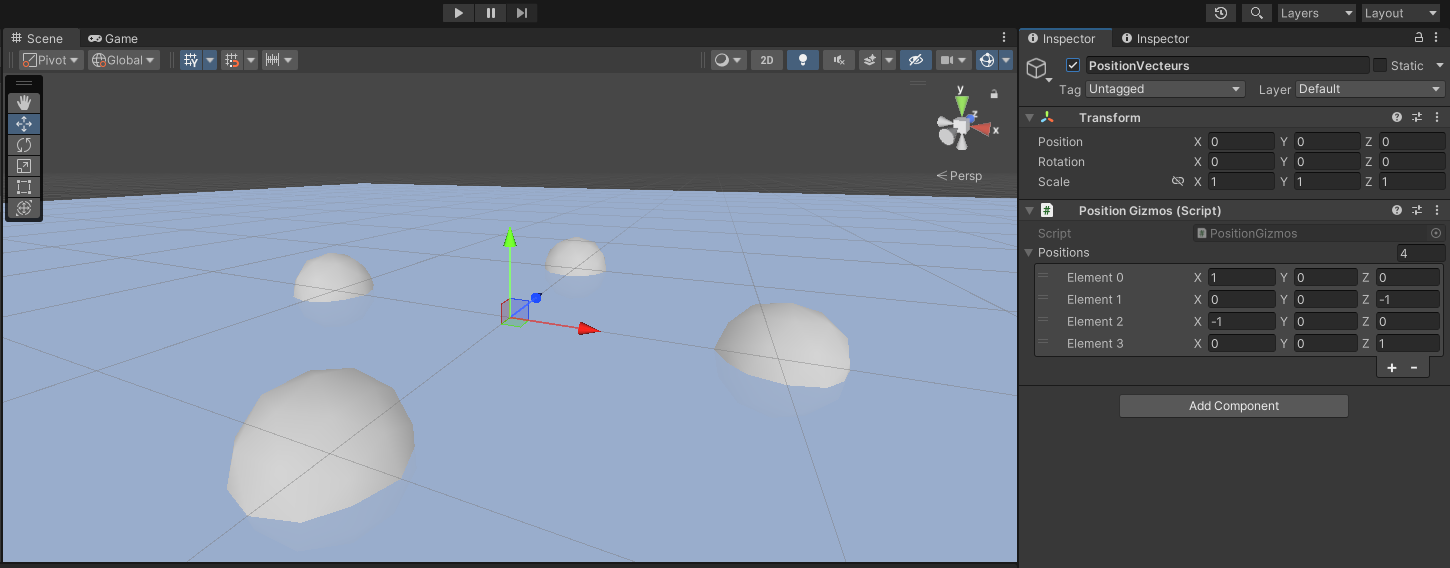 Layers Layout
Scene Game Inspector Inspector
Pivot Global 2D
PositionVecteurs Static
Tag Untagged Layer Default
y
z
x
Persp
Transform
Position X 0 Y 0 Z 0
Rotation X 0 Y 0 Z 0
Scale X 1 Y 1 Z 1
# Position Gizmos (Script)
Script PositionGizmos
Positions 4
Element 0 X 1 Y 0 Z 0
Element 1 X 0 Y 0 Z -1
Element 2 X -1 Y 0 Z 0
Element 3 X 0 Y 0 Z 1
+ -
Add Component